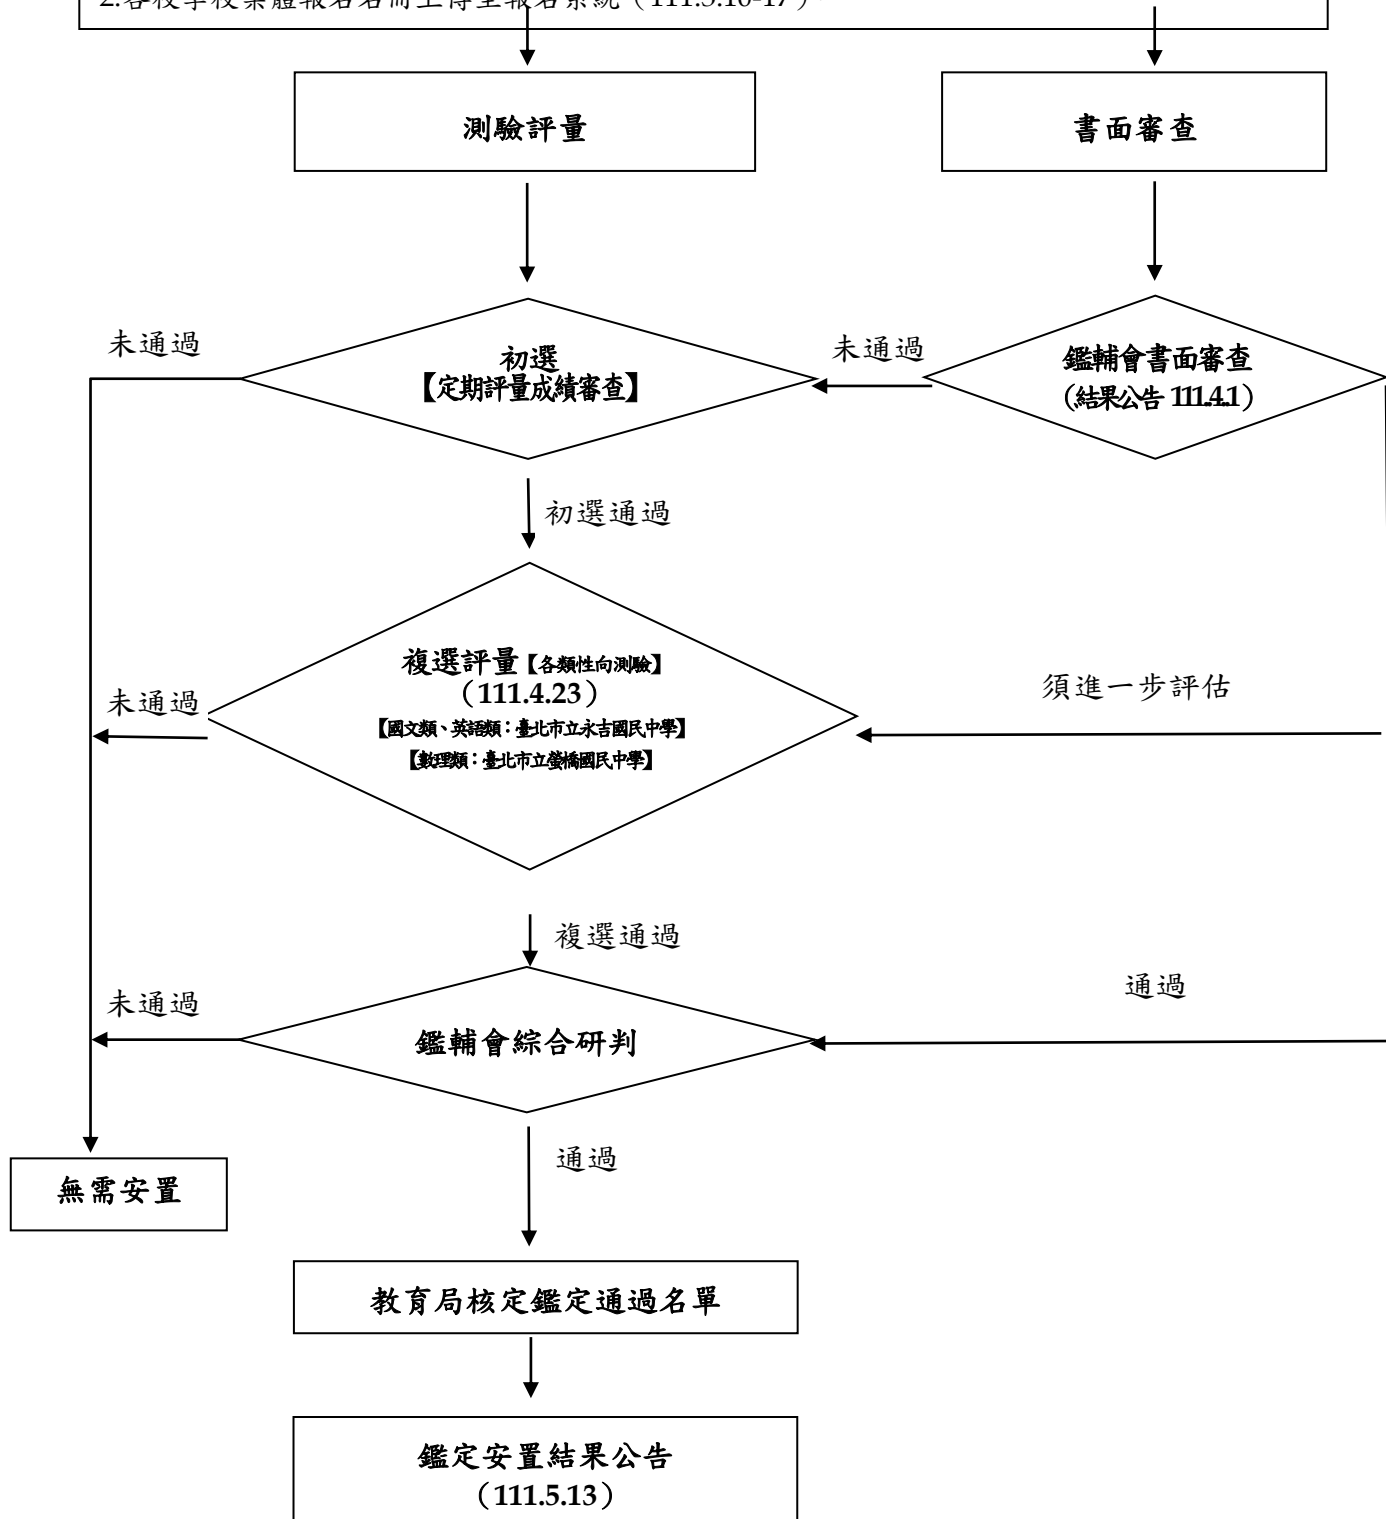 測驗評量
書面審查
未通過
初選
【定期評量成績審查】
未通過
鑑輔會書面審查
(結果公告 111.4.1)
初選通過
複選評量【各類性向測驗】
（111.4.23）
【國文類、英語類：臺北市立永吉國民中學】
【數理類：臺北市立螢橋國民中學】
未通過
須進一步評估
複選通過
未通過
鑑輔會綜合研判
通過
通過
無需安置
教育局核定鑑定通過名單
鑑定安置結果公告
（111.5.13）